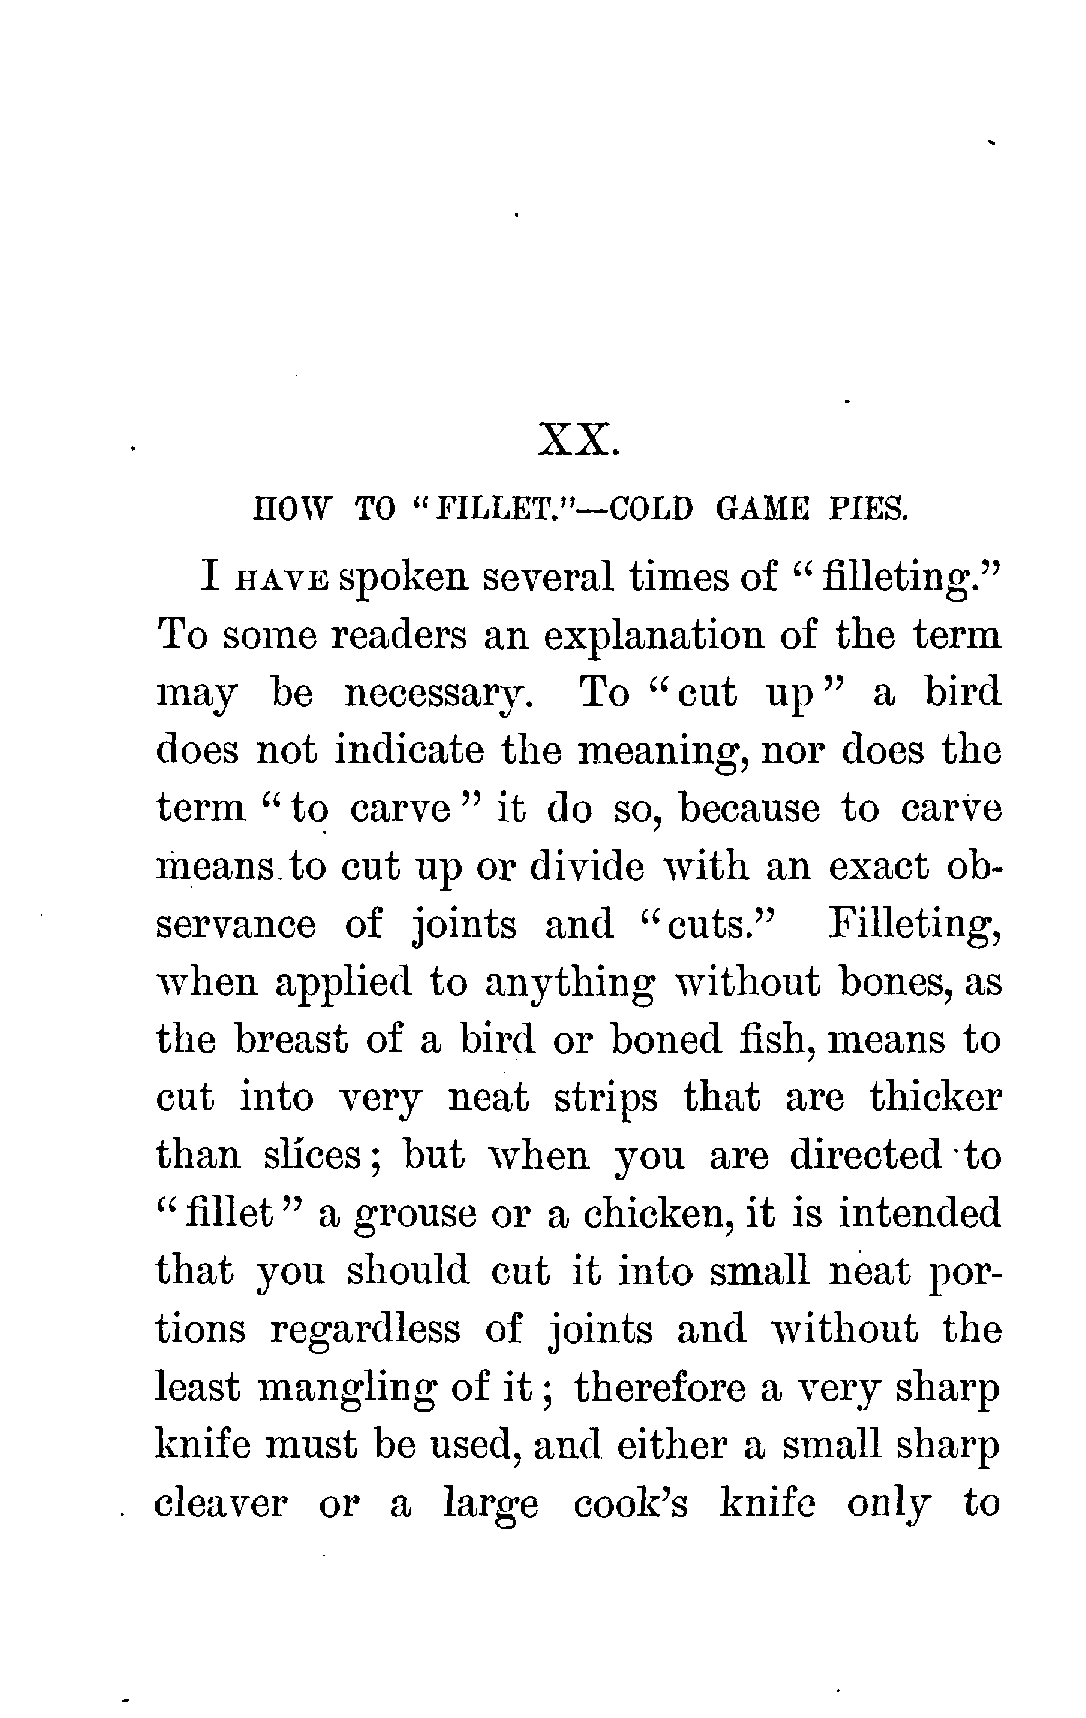 XX.
HOW TO "FILLET."—COLD GAME PIES.
I HAVE spoken several times of "filleting."
To some readers an explanation of the term
may be necessary. To "cut up" a bird
does not indicate the meaning, nor does the
term "to carve" it do so, because to carve
means to cut up or divide with an exact ob-
servance of joints and "cuts." Filleting,
when applied to anything without bones, as
the breast of a bird or boned fish, means to
cut into very neat strips that are thicker
than slices; but when you are directed to
"fillet" a grouse or a chicken, it is intended
that you should cut it into small neat por-
tions regardless of joints and without the
least mangling of it; therefore a very sharp
knife must be used, and either a small sharp
cleaver or a large cook's knife only to